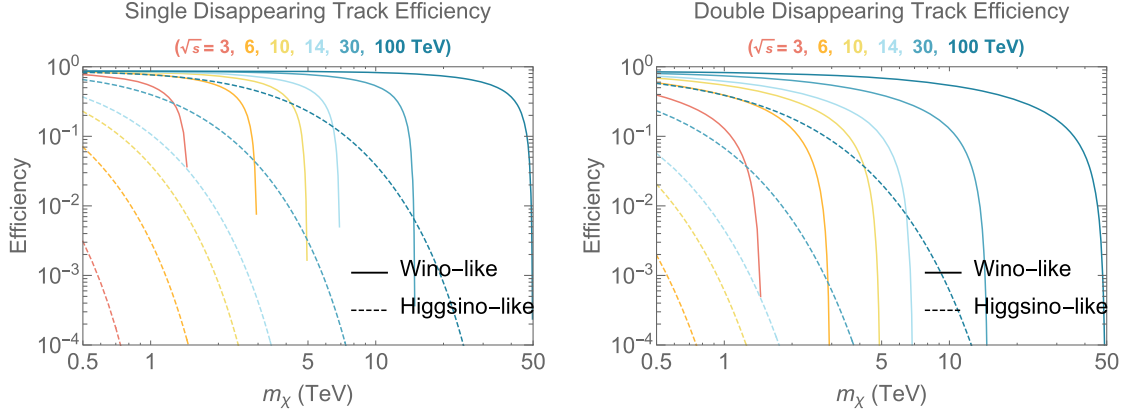 Single Disappearing Track Efficiency
(√s = 3, 6, 10, 14, 30, 100 TeV)
10^0
10^-1
10^-2
10^-3
10^-4
Efficiency
Wino-like
Higgsino-like
0.5 1 5 10 50
m_χ (TeV)
Double Disappearing Track Efficiency
(√s = 3, 6, 10, 14, 30, 100 TeV)
10^0
10^-1
10^-2
10^-3
10^-4
Efficiency
Wino-like
Higgsino-like
0.5 1 5 10 50
m_χ (TeV)